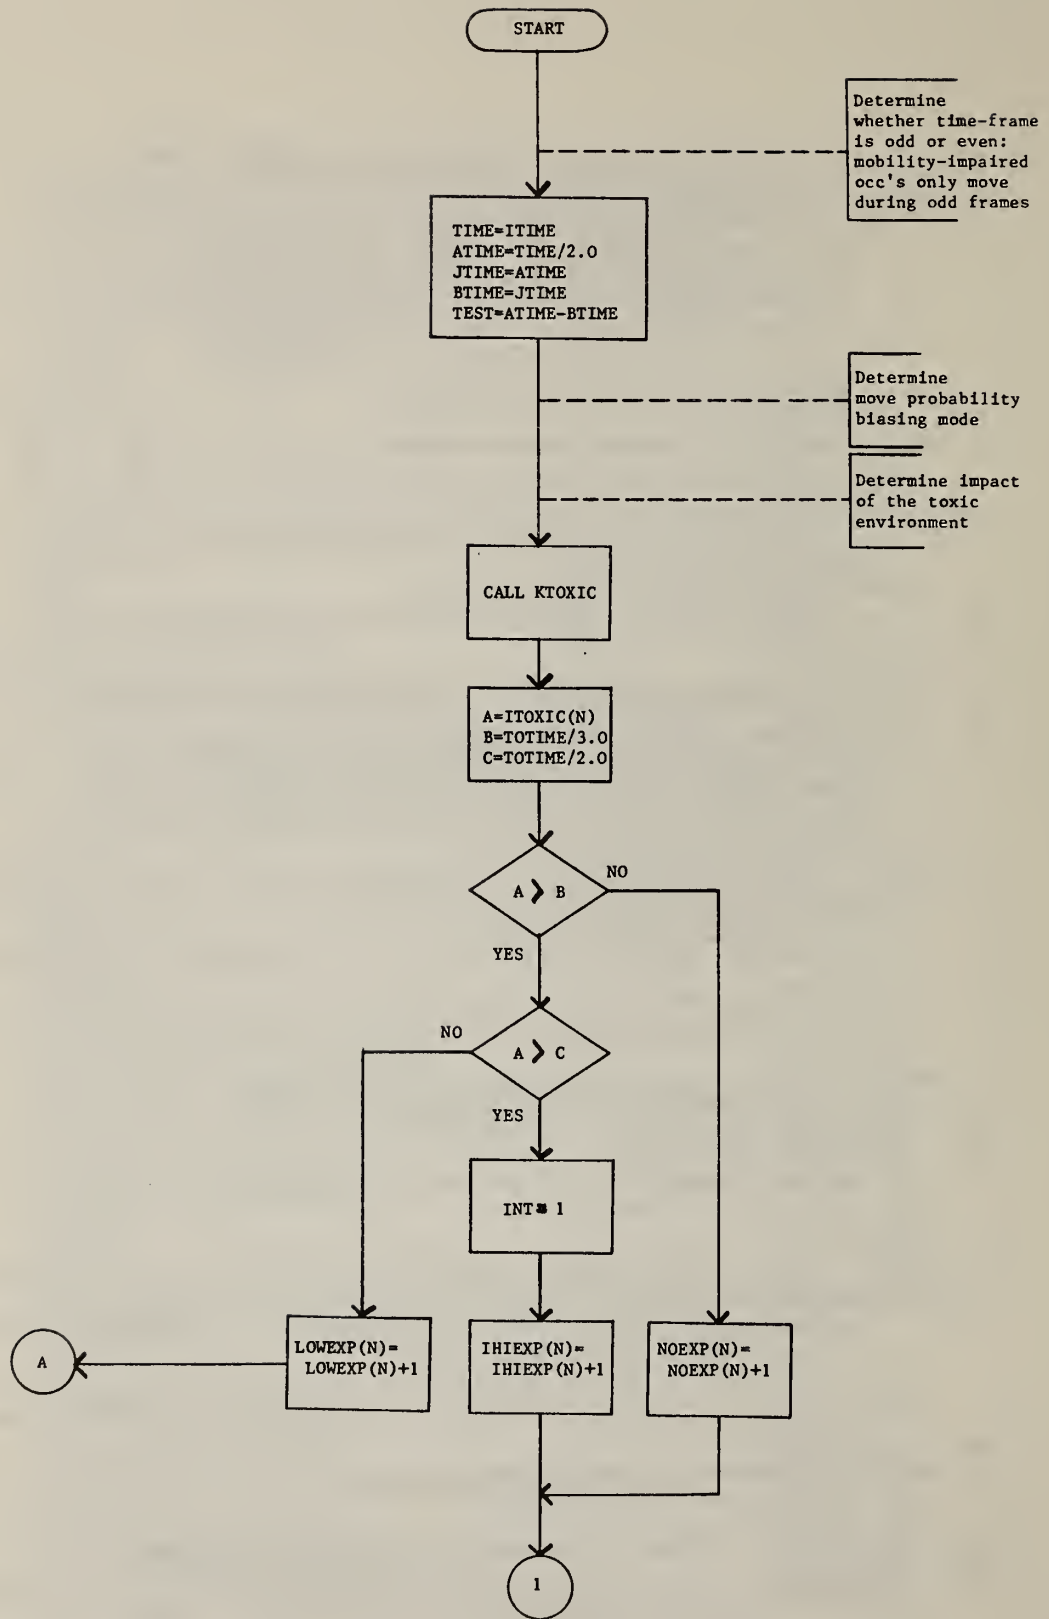 START
Determine
whether time-frame
is odd or even:
mobility-impaired
occ's only move
during odd frames
TIME=ITIME
ATIME=TIME/2.0
JTIME=ATIME
BTIME=JTIME
TEST=ATIME-BTIME
Determine
move probability
biasing mode
Determine impact
of the toxic
environment
CALL KTOXIC
A=ITOXIC(N)
B=TOTIME/3.0
C=TOTIME/2.0
A > B
NO
YES
NO
A > C
YES
INT= 1
LOWEXP(N)=
LOWEXP(N)+1
IHIEXP(N)=
IHIEXP(N)+1
NOEXP(N)=
NOEXP(N)+1
A
1